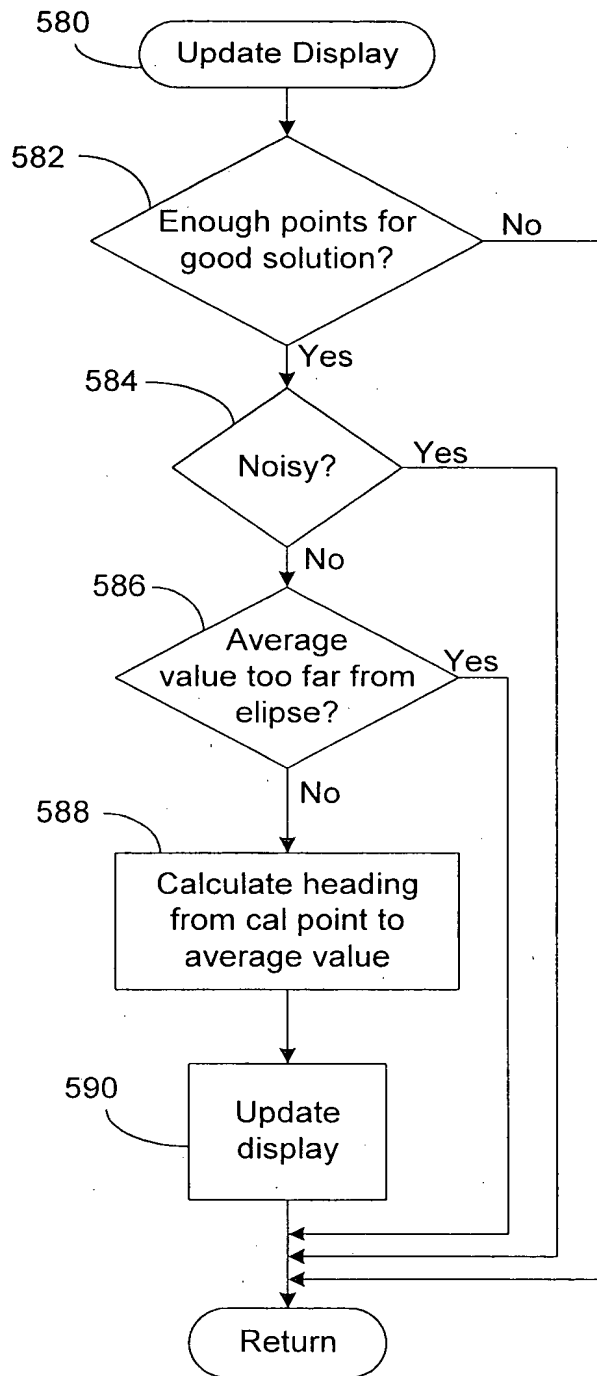 580
Update Display
582
Enough points for
good solution?
No
Yes
584
Noisy?
Yes
No
586
Average
value too far from
elipse?
Yes
No
588
Calculate heading
from cal point to
average value
590
Update
display
Return